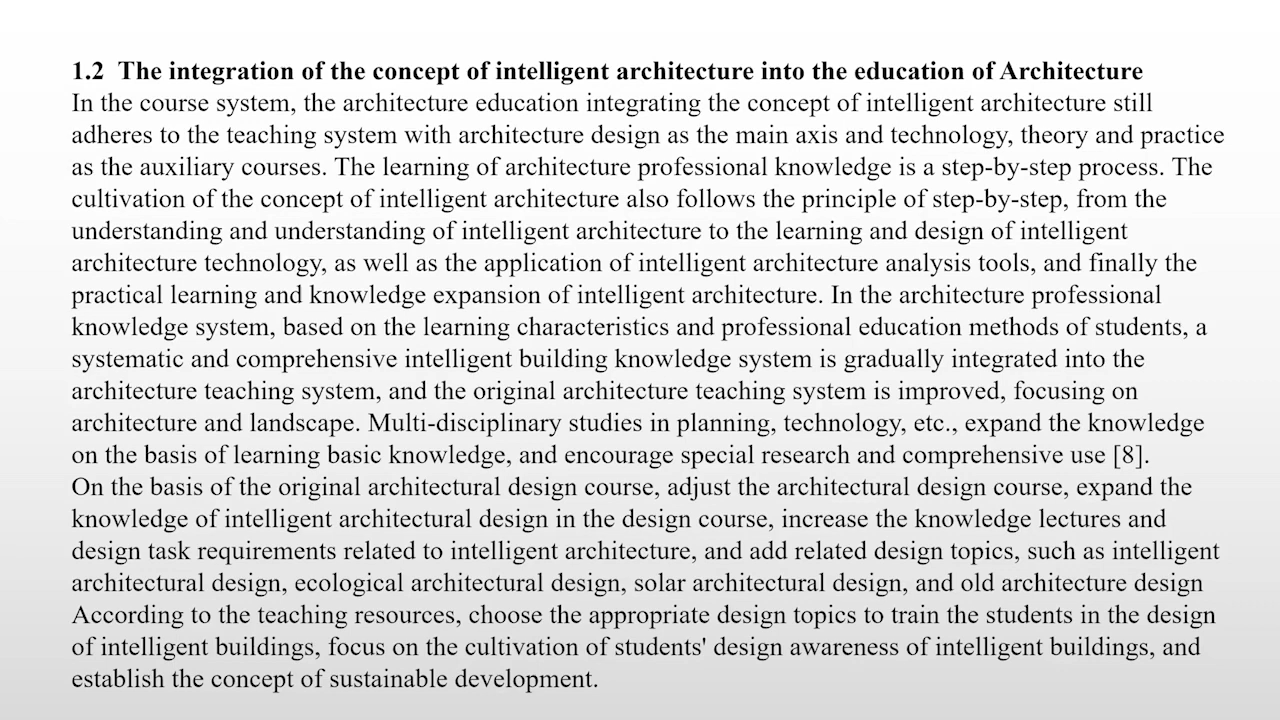 1.2  The integration of the concept of intelligent architecture into the education of Architecture
In the course system, the architecture education integrating the concept of intelligent architecture still
adheres to the teaching system with architecture design as the main axis and technology, theory and practice
as the auxiliary courses. The learning of architecture professional knowledge is a step-by-step process. The
cultivation of the concept of intelligent architecture also follows the principle of step-by-step, from the
understanding and understanding of intelligent architecture to the learning and design of intelligent
architecture technology, as well as the application of intelligent architecture analysis tools, and finally the
practical learning and knowledge expansion of intelligent architecture. In the architecture professional
knowledge system, based on the learning characteristics and professional education methods of students, a
systematic and comprehensive intelligent building knowledge system is gradually integrated into the
architecture teaching system, and the original architecture teaching system is improved, focusing on
architecture and landscape. Multi-disciplinary studies in planning, technology, etc., expand the knowledge
on the basis of learning basic knowledge, and encourage special research and comprehensive use [8].
On the basis of the original architectural design course, adjust the architectural design course, expand the
knowledge of intelligent architectural design in the design course, increase the knowledge lectures and
design task requirements related to intelligent architecture, and add related design topics, such as intelligent
architectural design, ecological architectural design, solar architectural design, and old architecture design
According to the teaching resources, choose the appropriate design topics to train the students in the design
of intelligent buildings, focus on the cultivation of students' design awareness of intelligent buildings, and
establish the concept of sustainable development.